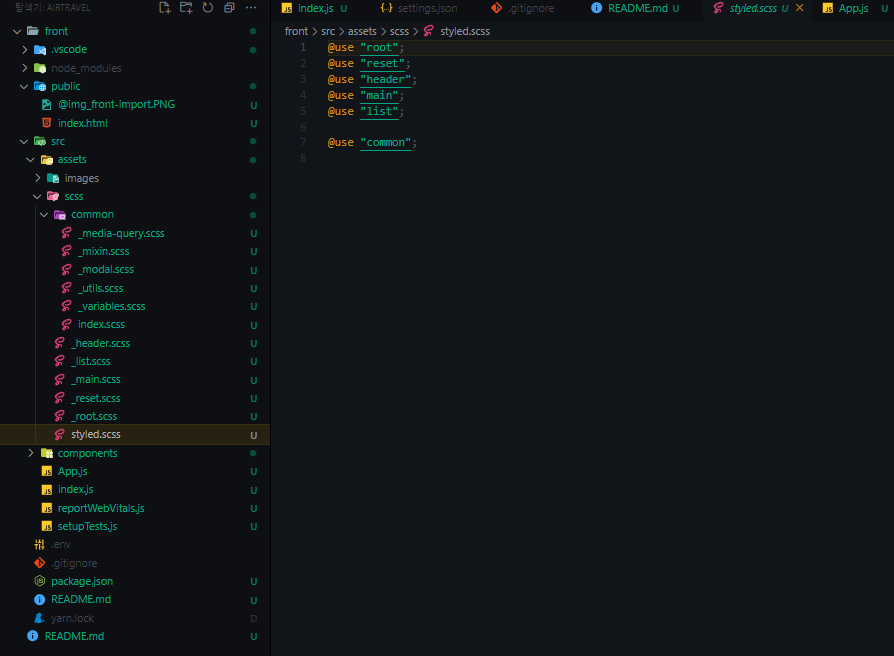 탐색기: AIRTRAVEL
front
.vscode
node_modules
public
@img_front-import.PNG U
index.html U
src
assets
images
scss
common
_media-query.scss U
_mixin.scss U
_modal.scss U
_utils.scss U
_variables.scss U
index.scss U
_header.scss U
_list.scss U
_main.scss U
_reset.scss U
_root.scss U
styled.scss U
components
App.js U
index.js U
reportWebVitals.js U
setupTests.js U
.env
.gitignore
package.json U
README.md U
yarn.lock D
README.md U
index.js U settings.json .gitignore README.md U styled.scss U App.js U
front > src > assets > scss > styled.scss
1 @use "root";
2 @use "reset";
3 @use "header";
4 @use "main";
5 @use "list";
6
7 @use "common";
8